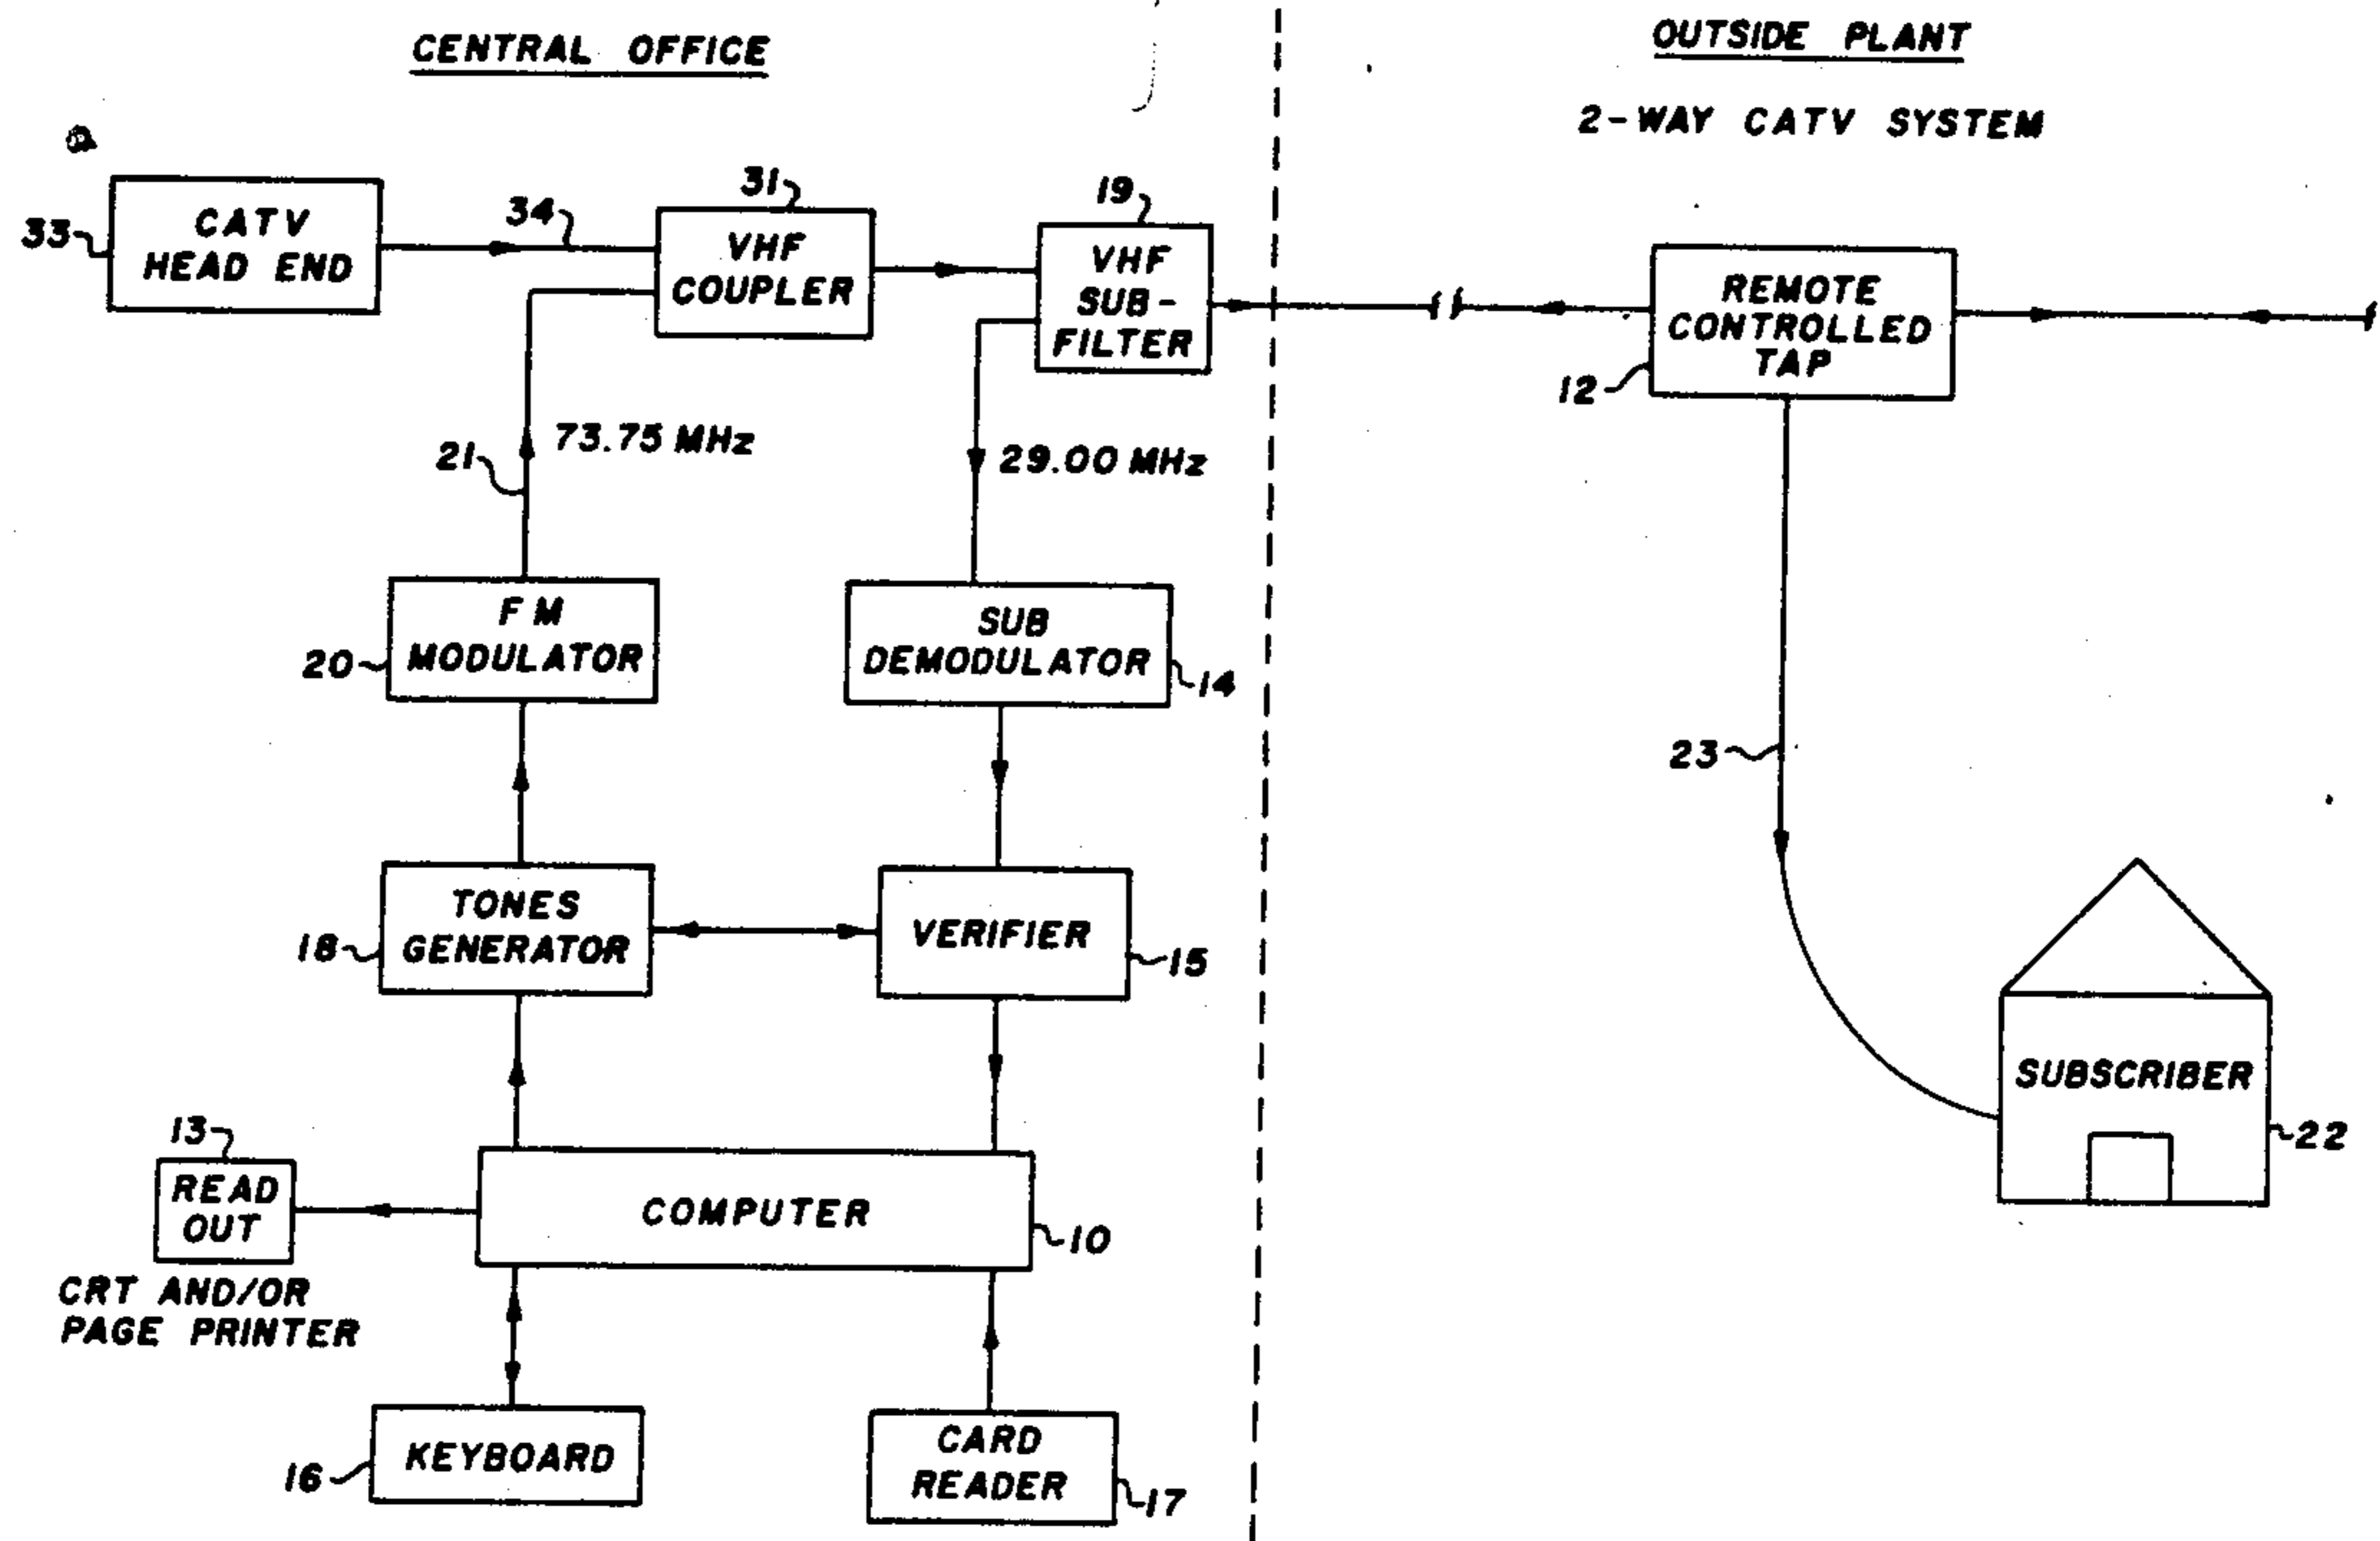 CENTRAL OFFICE
OUTSIDE PLANT
2-WAY CATV SYSTEM
33
CATV
HEAD END
34
31
VHF
COUPLER
19
VHF
SUB-
FILTER
REMOTE
CONTROLLED
TAP
12
21
73.75 MHz
29.00 MHz
FM
MODULATOR
20
SUB
DEMODULATOR
14
23
TONES
GENERATOR
18
VERIFIER
15
SUBSCRIBER
22
13
READ
OUT
CRT AND/OR
PAGE PRINTER
COMPUTER
10
KEYBOARD
16
CARD
READER
17